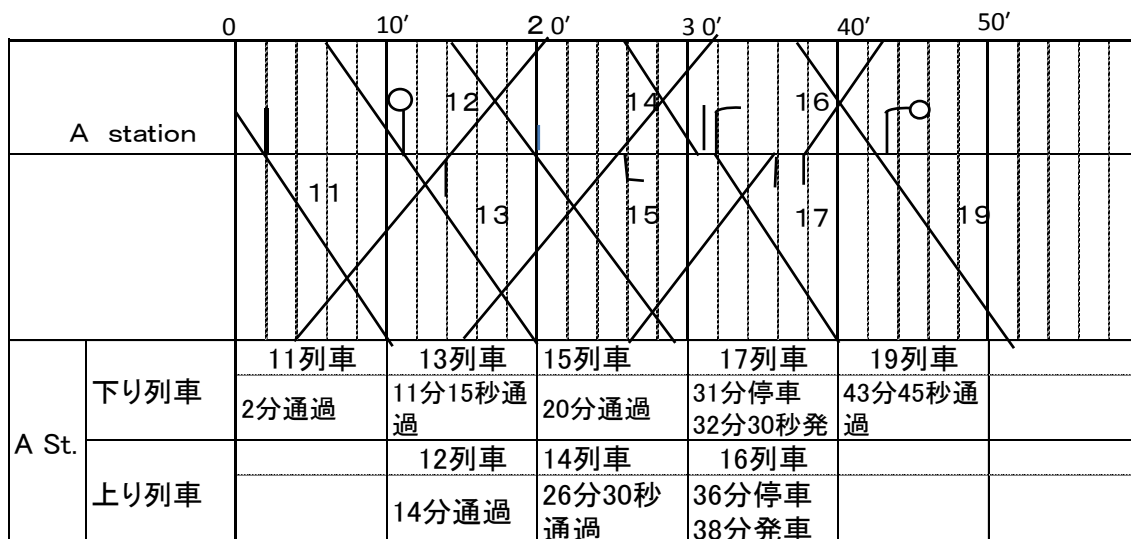 0 10′ ２ 0′ 3 0′ 40′ 50′
12 14 16
A station
11 13 15 17 19
11列車 13列車 15列車 17列車 19列車
下り列車
2分通過
11分15秒通
過
20分通過
31分停車
32分30秒発
43分45秒通
過
A St.
12列車 14列車 16列車
上り列車
14分通過
26分30秒
通過
36分停車
38分発車